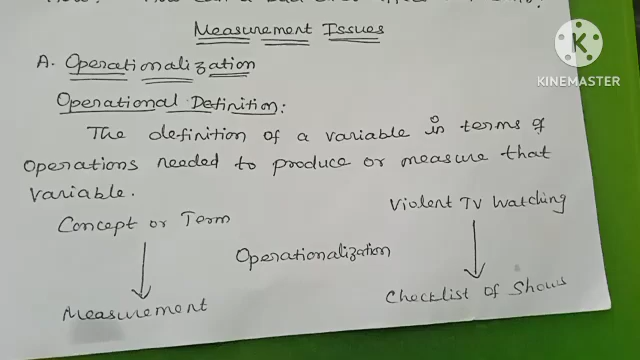 Measurement Issues
A. Operationalization
Operational Definition:
The definition of a variable in terms of
Operations needed to produce or measure that
variable.
Concept or Term
Violent TV Watching
Operationalization
Measurement
Checklist of Shows
K
KINEMASTER